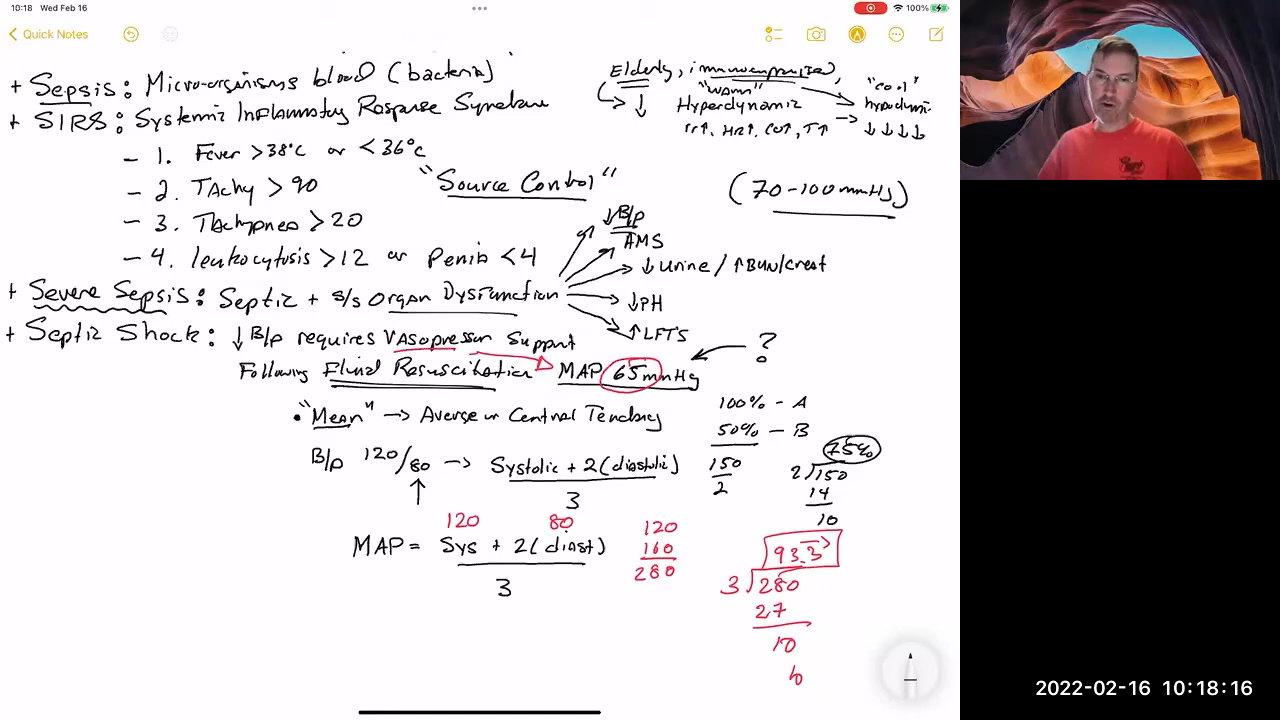 10:18 Wed Feb 16
100%
Quick Notes
+ Sepsis: Micro-organisms blood (bacteria)
Elderly, immunocompromised,
↓
"warm"
Hyperdynamic
HR↑, CO↑, T↑
"cool"
↓↓↓↓
+ SIRS: Systemic Inflammatory Response Syndrome
- 1. Fever >38°C or <36°C
- 2. TAchy >90
- 3. TAchypnea >20
- 4. leukocytosis >12 or penia <4
"Source Control"
(70-100mmHg)
+ Severe Sepsis: Septic + s/s Organ Dysfunction
↓B/p
AMS
↓Urine / ↑BUN/creat
↓PH
↑LFTS
+ Septic Shock: ↓B/p requires Vasopressor Support
Following Fluid Resuscitation MAP 65mmHg
?
• "Mean" → Average or Central Tendency
B/p 120/80 → Systolic + 2(diastolic)
3
100% - A
50% - B
150
2
75%
2 150
14
10
120 80
MAP = Sys + 2(diast)
3
120
160
280
93.3
3 280
27
10
2022-02-16 10:18:16